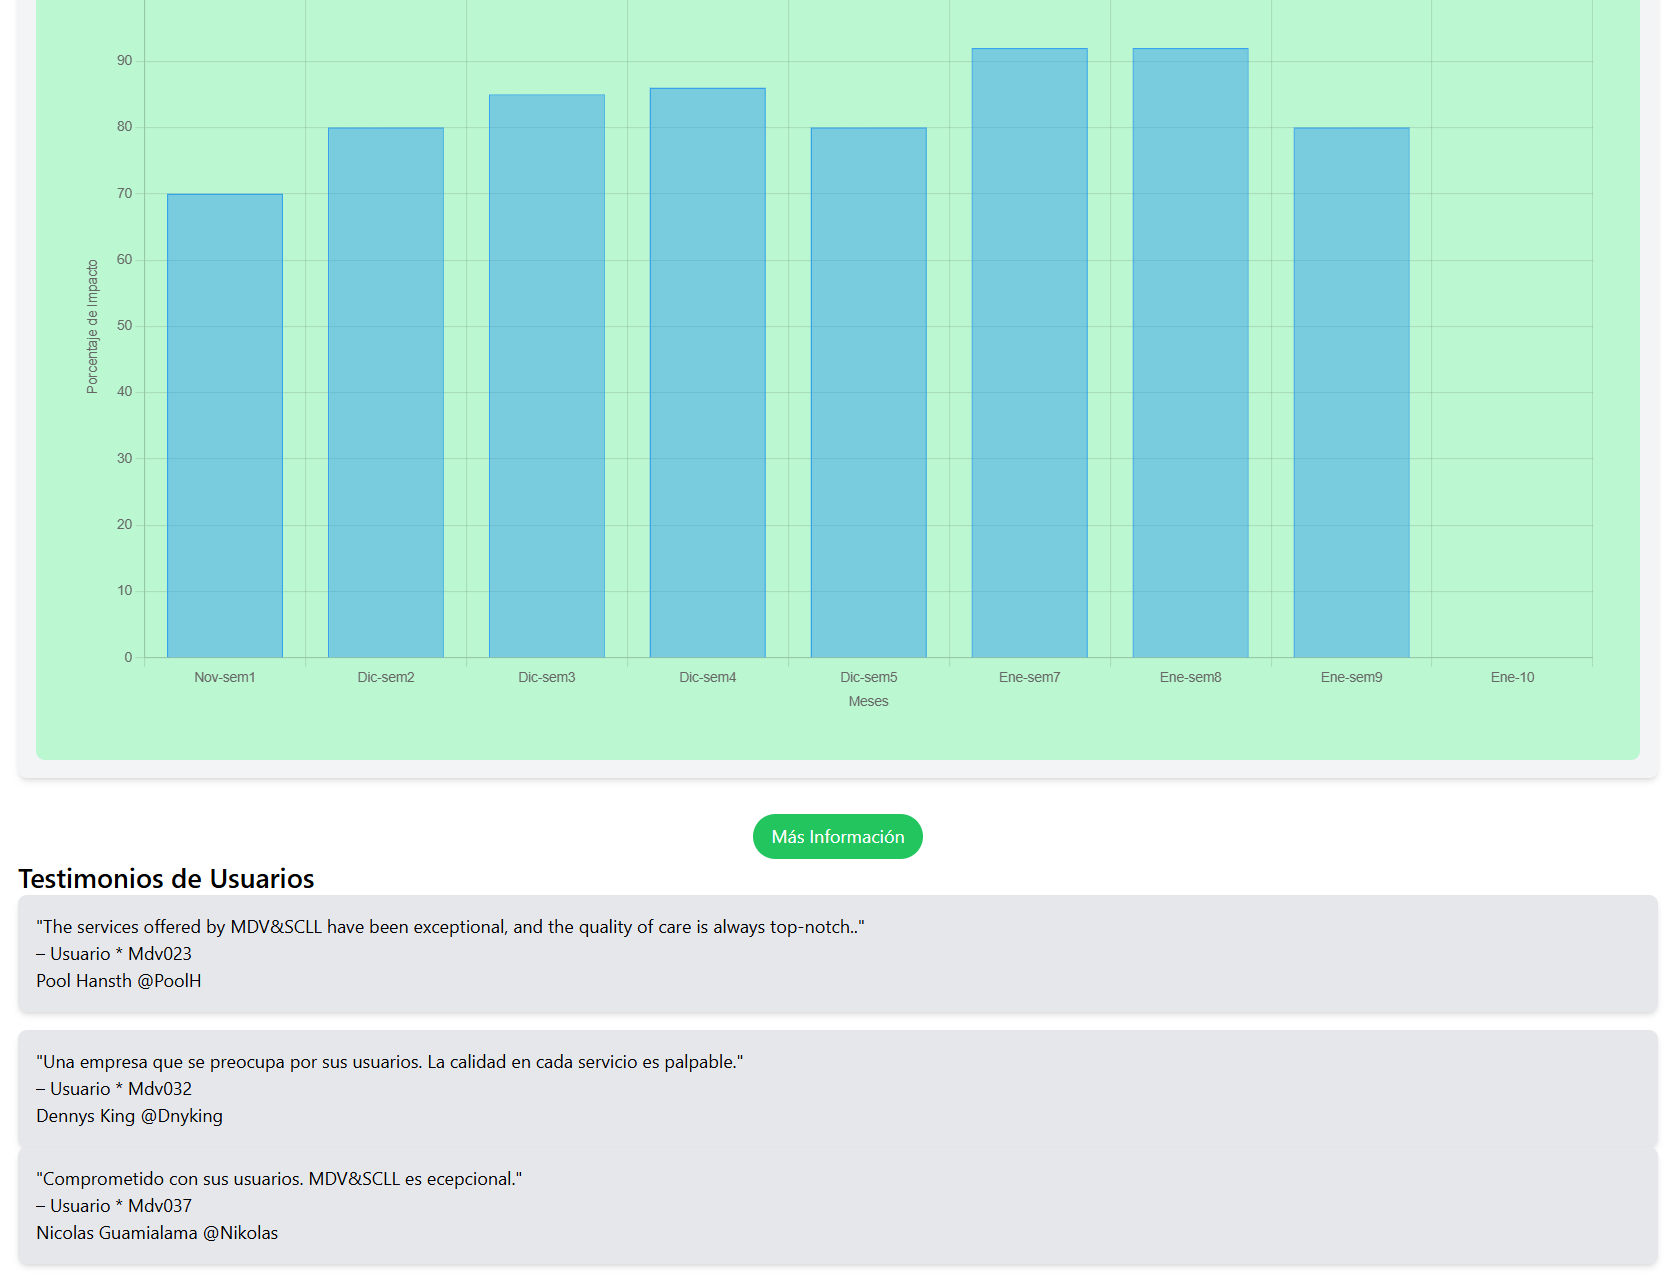 90
80
70
60
50
40
30
20
10
0
Porcentaje de Impacto
Nov-sem1 Dic-sem2 Dic-sem3 Dic-sem4 Dic-sem5 Ene-sem7 Ene-sem8 Ene-sem9 Ene-10
Meses
Más Información
Testimonios de Usuarios
"The services offered by MDV&SCLL have been exceptional, and the quality of care is always top-notch.."
– Usuario * Mdv023
Pool Hansth @PoolH
"Una empresa que se preocupa por sus usuarios. La calidad en cada servicio es palpable."
– Usuario * Mdv032
Dennys King @Dnyking
"Comprometido con sus usuarios. MDV&SCLL es ecepcional."
– Usuario * Mdv037
Nicolas Guamialama @Nikolas